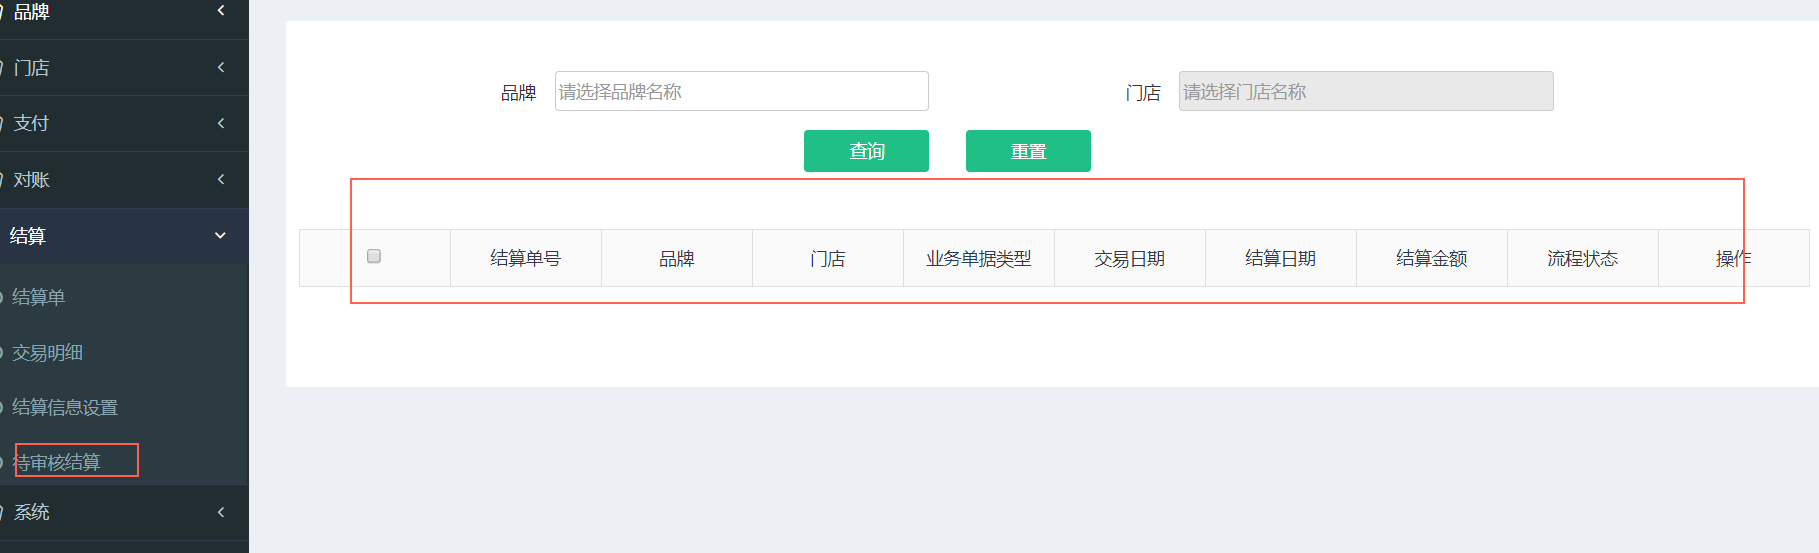 品牌
门店
支付
对账
结算
结算单
交易明细
结算信息设置
待审核结算
系统
品牌 请选择品牌名称 门店 请选择门店名称
查询 重置
结算单号 品牌 门店 业务单据类型 交易日期 结算日期 结算金额 流程状态 操作